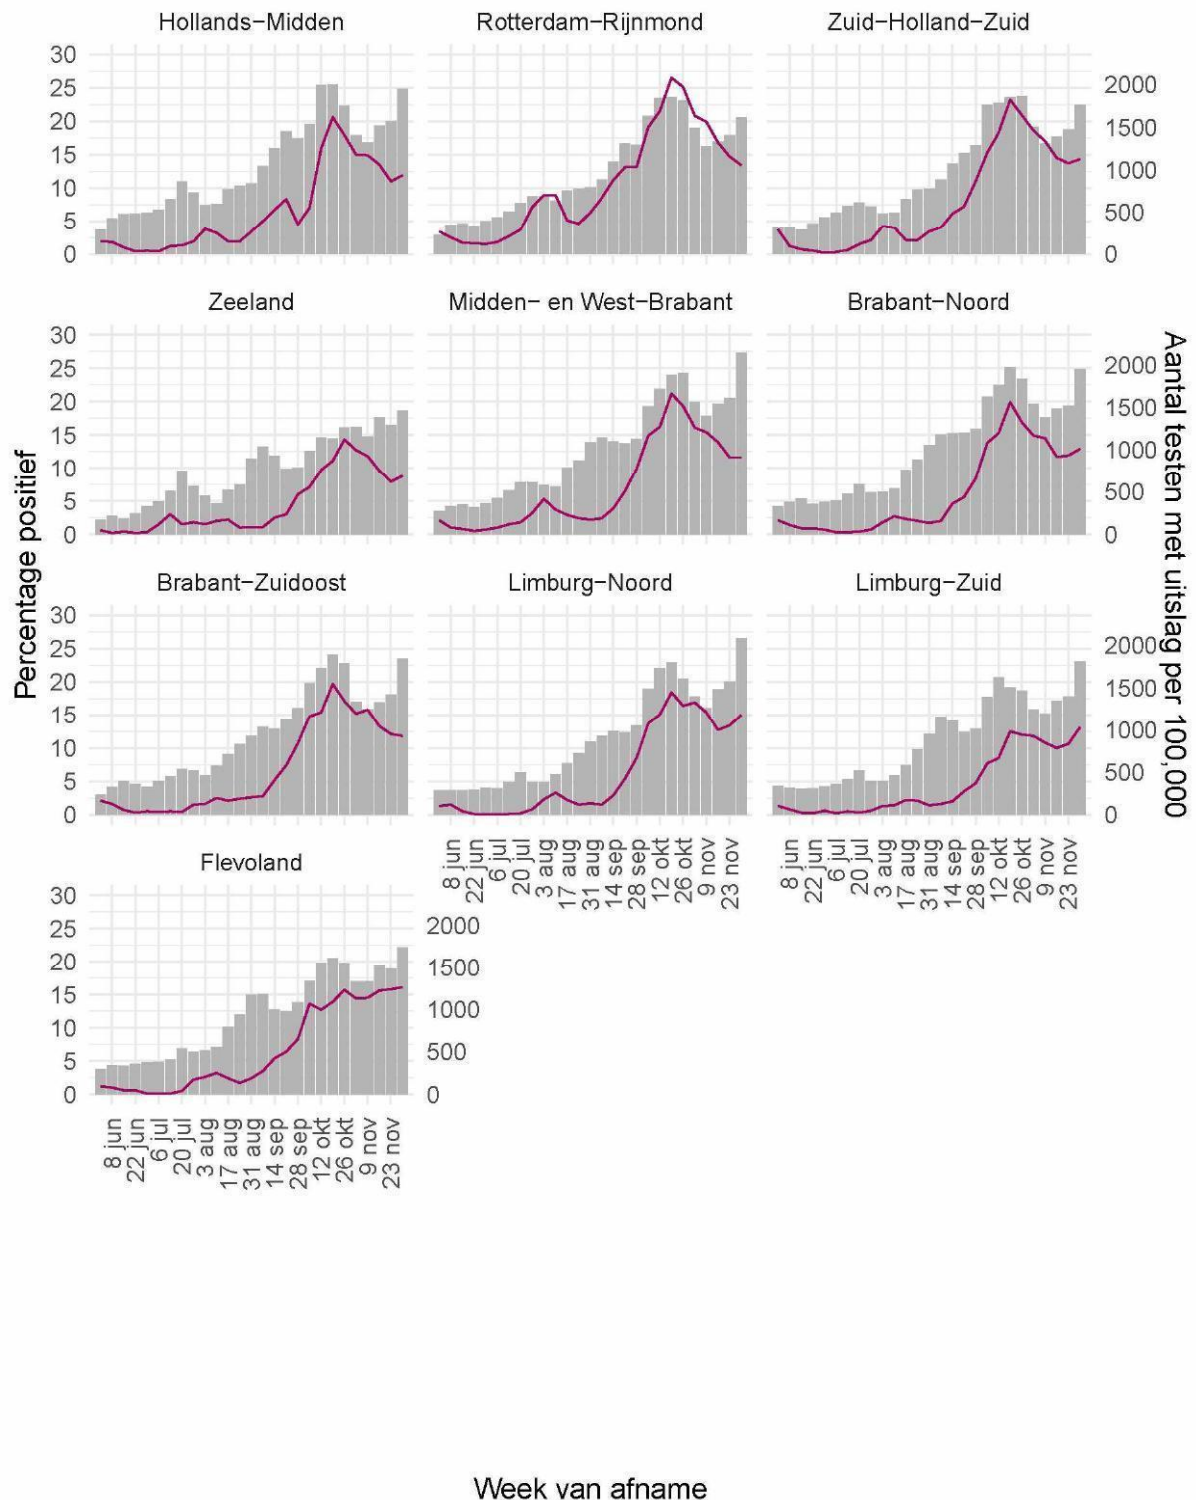 Hollands-Midden
Rotterdam-Rijnmond
Zuid-Holland-Zuid
30
25
20
15
10
5
0
2000
1500
1000
500
0
Zeeland
Midden- en West-Brabant
Brabant-Noord
30
25
20
15
10
5
0
2000
1500
1000
500
0
Percentage positief
Aantal testen met uitslag per 100,000
Brabant-Zuidoost
Limburg-Noord
Limburg-Zuid
30
25
20
15
10
5
0
2000
1500
1000
500
0
8 jun
22 jun
6 jul
20 jul
3 aug
17 aug
31 aug
14 sep
28 sep
12 okt
26 okt
9 nov
23 nov
8 jun
22 jun
6 jul
20 jul
3 aug
17 aug
31 aug
14 sep
28 sep
12 okt
26 okt
9 nov
23 nov
Flevoland
30
25
20
15
10
5
0
2000
1500
1000
500
0
8 jun
22 jun
6 jul
20 jul
3 aug
17 aug
31 aug
14 sep
28 sep
12 okt
26 okt
9 nov
23 nov
Week van afname